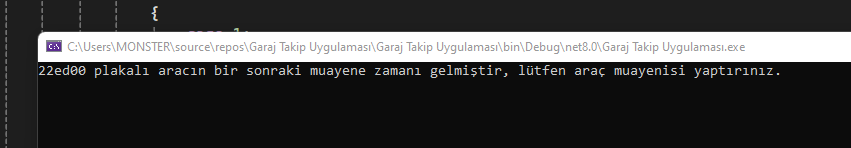 {
C:\Users\MONSTER\source\repos\Garaj Takip Uygulaması\Garaj Takip Uygulaması\bin\Debug\net8.0\Garaj Takip Uygulaması.exe
22ed00 plakalı aracın bir sonraki muayene zamanı gelmiştir, lütfen araç muayenisi yaptırınız.